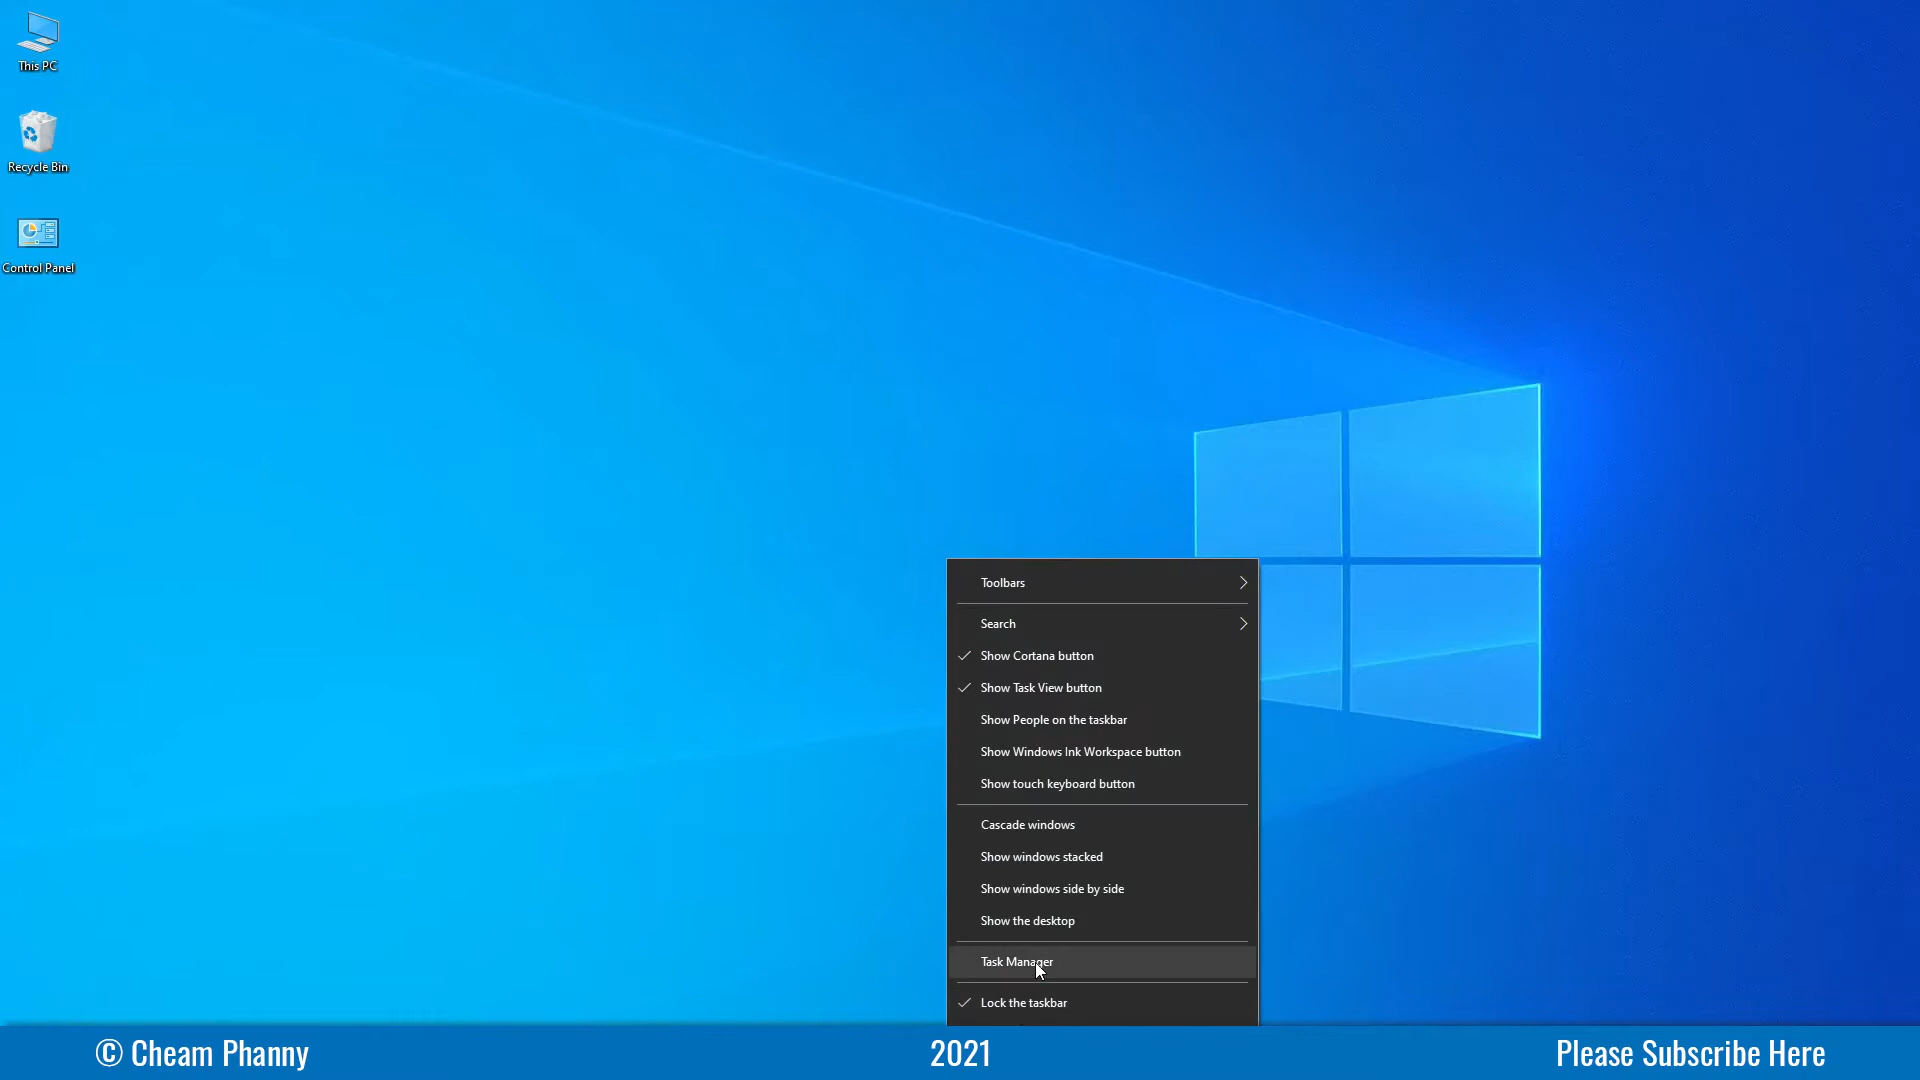 This PC
Recycle Bin
Control Panel
Toolbars
Search
Show Cortana button
Show Task View button
Show People on the taskbar
Show Windows Ink Workspace button
Show touch keyboard button
Cascade windows
Show windows stacked
Show windows side by side
Show the desktop
Task Manager
Lock the taskbar
© Cheam Phanny 2021 Please Subscribe Here